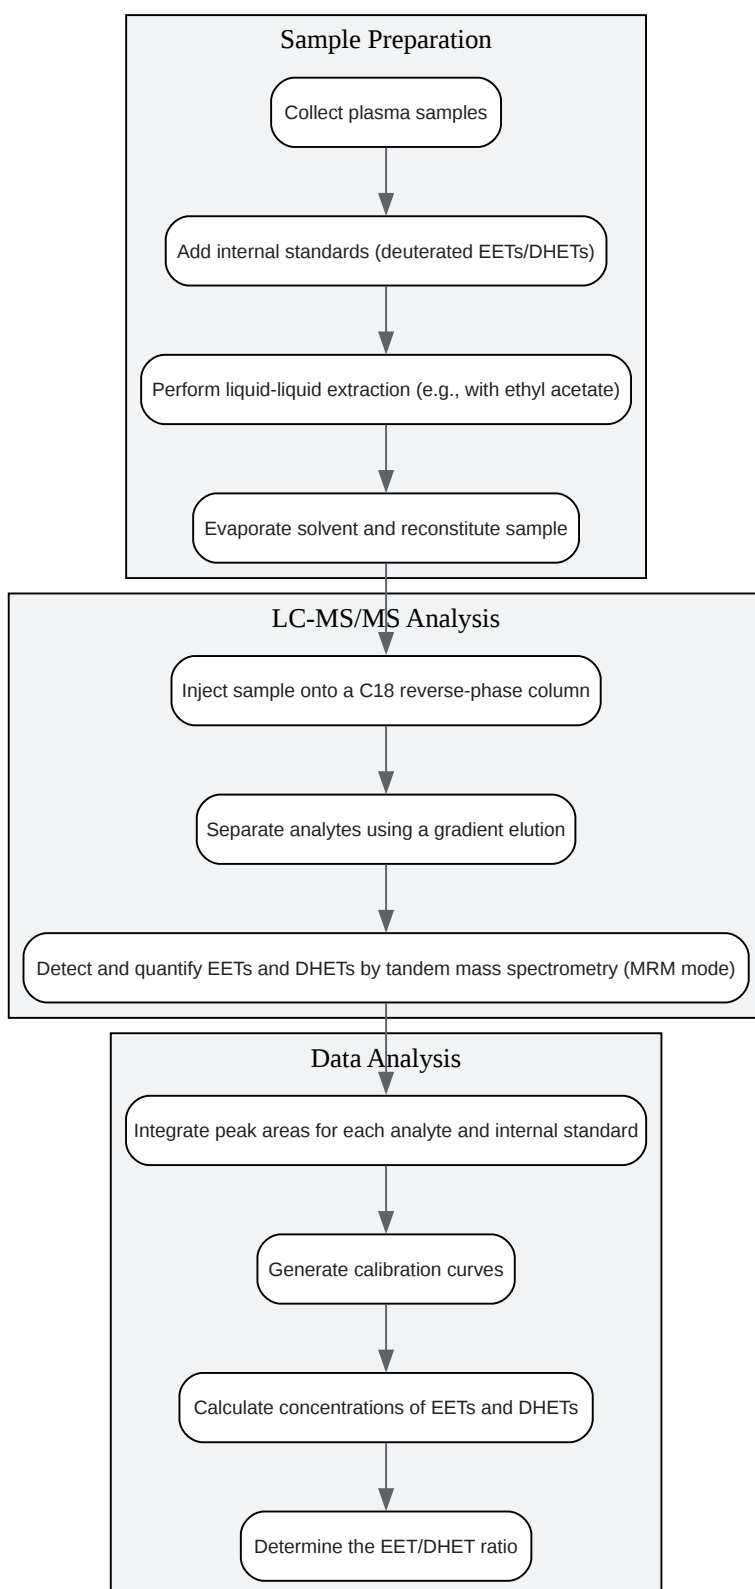 Sample Preparation
Collect plasma samples
Add internal standards (deuterated EETs/DHETs)
Perform liquid-liquid extraction (e.g., with ethyl acetate)
Evaporate solvent and reconstitute sample
LC-MS/MS Analysis
Inject sample onto a C18 reverse-phase column
Separate analytes using a gradient elution
Detect and quantify EETs and DHETs by tandem mass spectrometry (MRM mode)
Data Analysis
Integrate peak areas for each analyte and internal standard
Generate calibration curves
Calculate concentrations of EETs and DHETs
Determine the EET/DHET ratio